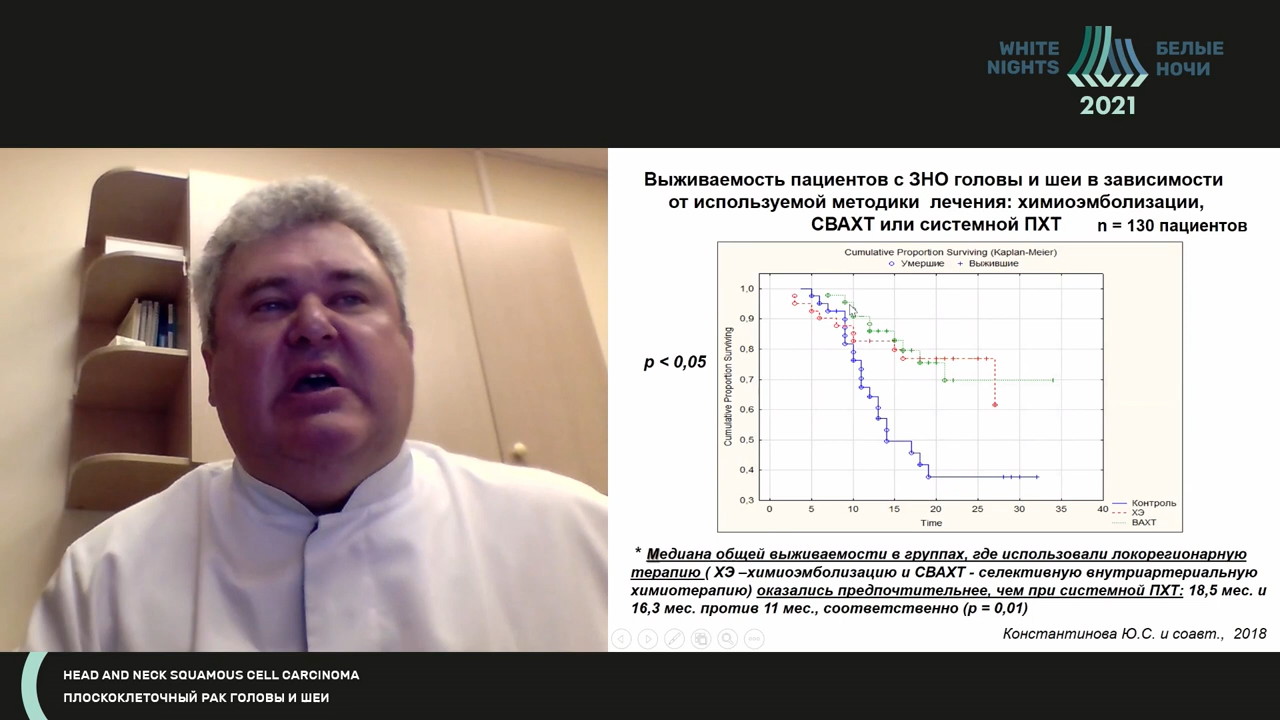 WHITE
NIGHTS
БЕЛЫЕ
НОЧИ
2021
Выживаемость пациентов с ЗНО головы и шеи в зависимости
от используемой методики лечения: химиоэмболизации,
СВАХТ или системной ПХТ n = 130 пациентов
Cumulative Proportion Surviving (Kaplan-Meier)
Умершие Выжившие
Cumulative Proportion Surviving
1,0
0,9
0,8
0,7
0,6
0,5
0,4
0,3
0 5 10 15 20 25 30 35 40
Time
Контроль
ХЭ
ВАХТ
p < 0,05
* Медиана общей выживаемости в группах, где использовали локорегионарную
терапию ( ХЭ –химиоэмболизацию и СВАХТ - селективную внутриартериальную
химиотерапию) оказались предпочтительнее, чем при системной ПХТ: 18,5 мес. и
16,3 мес. против 11 мес., соответственно (p = 0,01)
Константинова Ю.С. и соавт., 2018
HEAD AND NECK SQUAMOUS CELL CARCINOMA
ПЛОСКОКЛЕТОЧНЫЙ РАК ГОЛОВЫ И ШЕИ